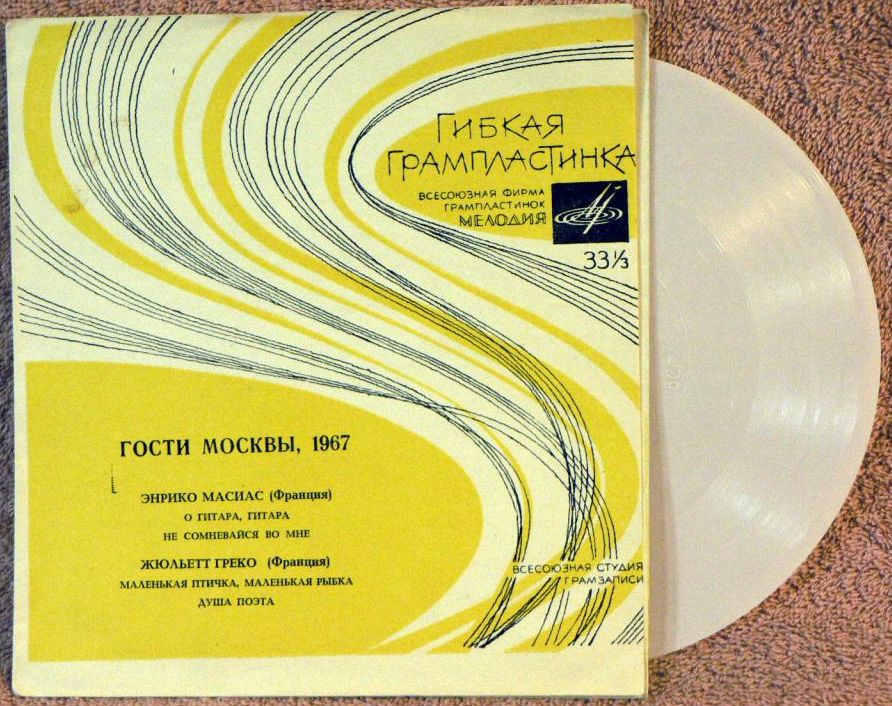 ГИБКАЯ
ГРАМПЛАСТИНКА
ВСЕСОЮЗНАЯ ФИРМА
ГРАМПЛАСТИНОК
МЕЛОДИЯ
33⅓
ГОСТИ МОСКВЫ, 1967
ЭНРИКО МАСИАС (Франция)
О ГИТАРА, ГИТАРА
НЕ СОМНЕВАЙСЯ ВО МНЕ
ЖЮЛЬЕТТ ГРЕКО (Франция)
МАЛЕНЬКАЯ ПТИЧКА, МАЛЕНЬКАЯ РЫБКА
ДУША ПОЭТА
ВСЕСОЮЗНАЯ СТУДИЯ
ГРАМЗАПИСИ